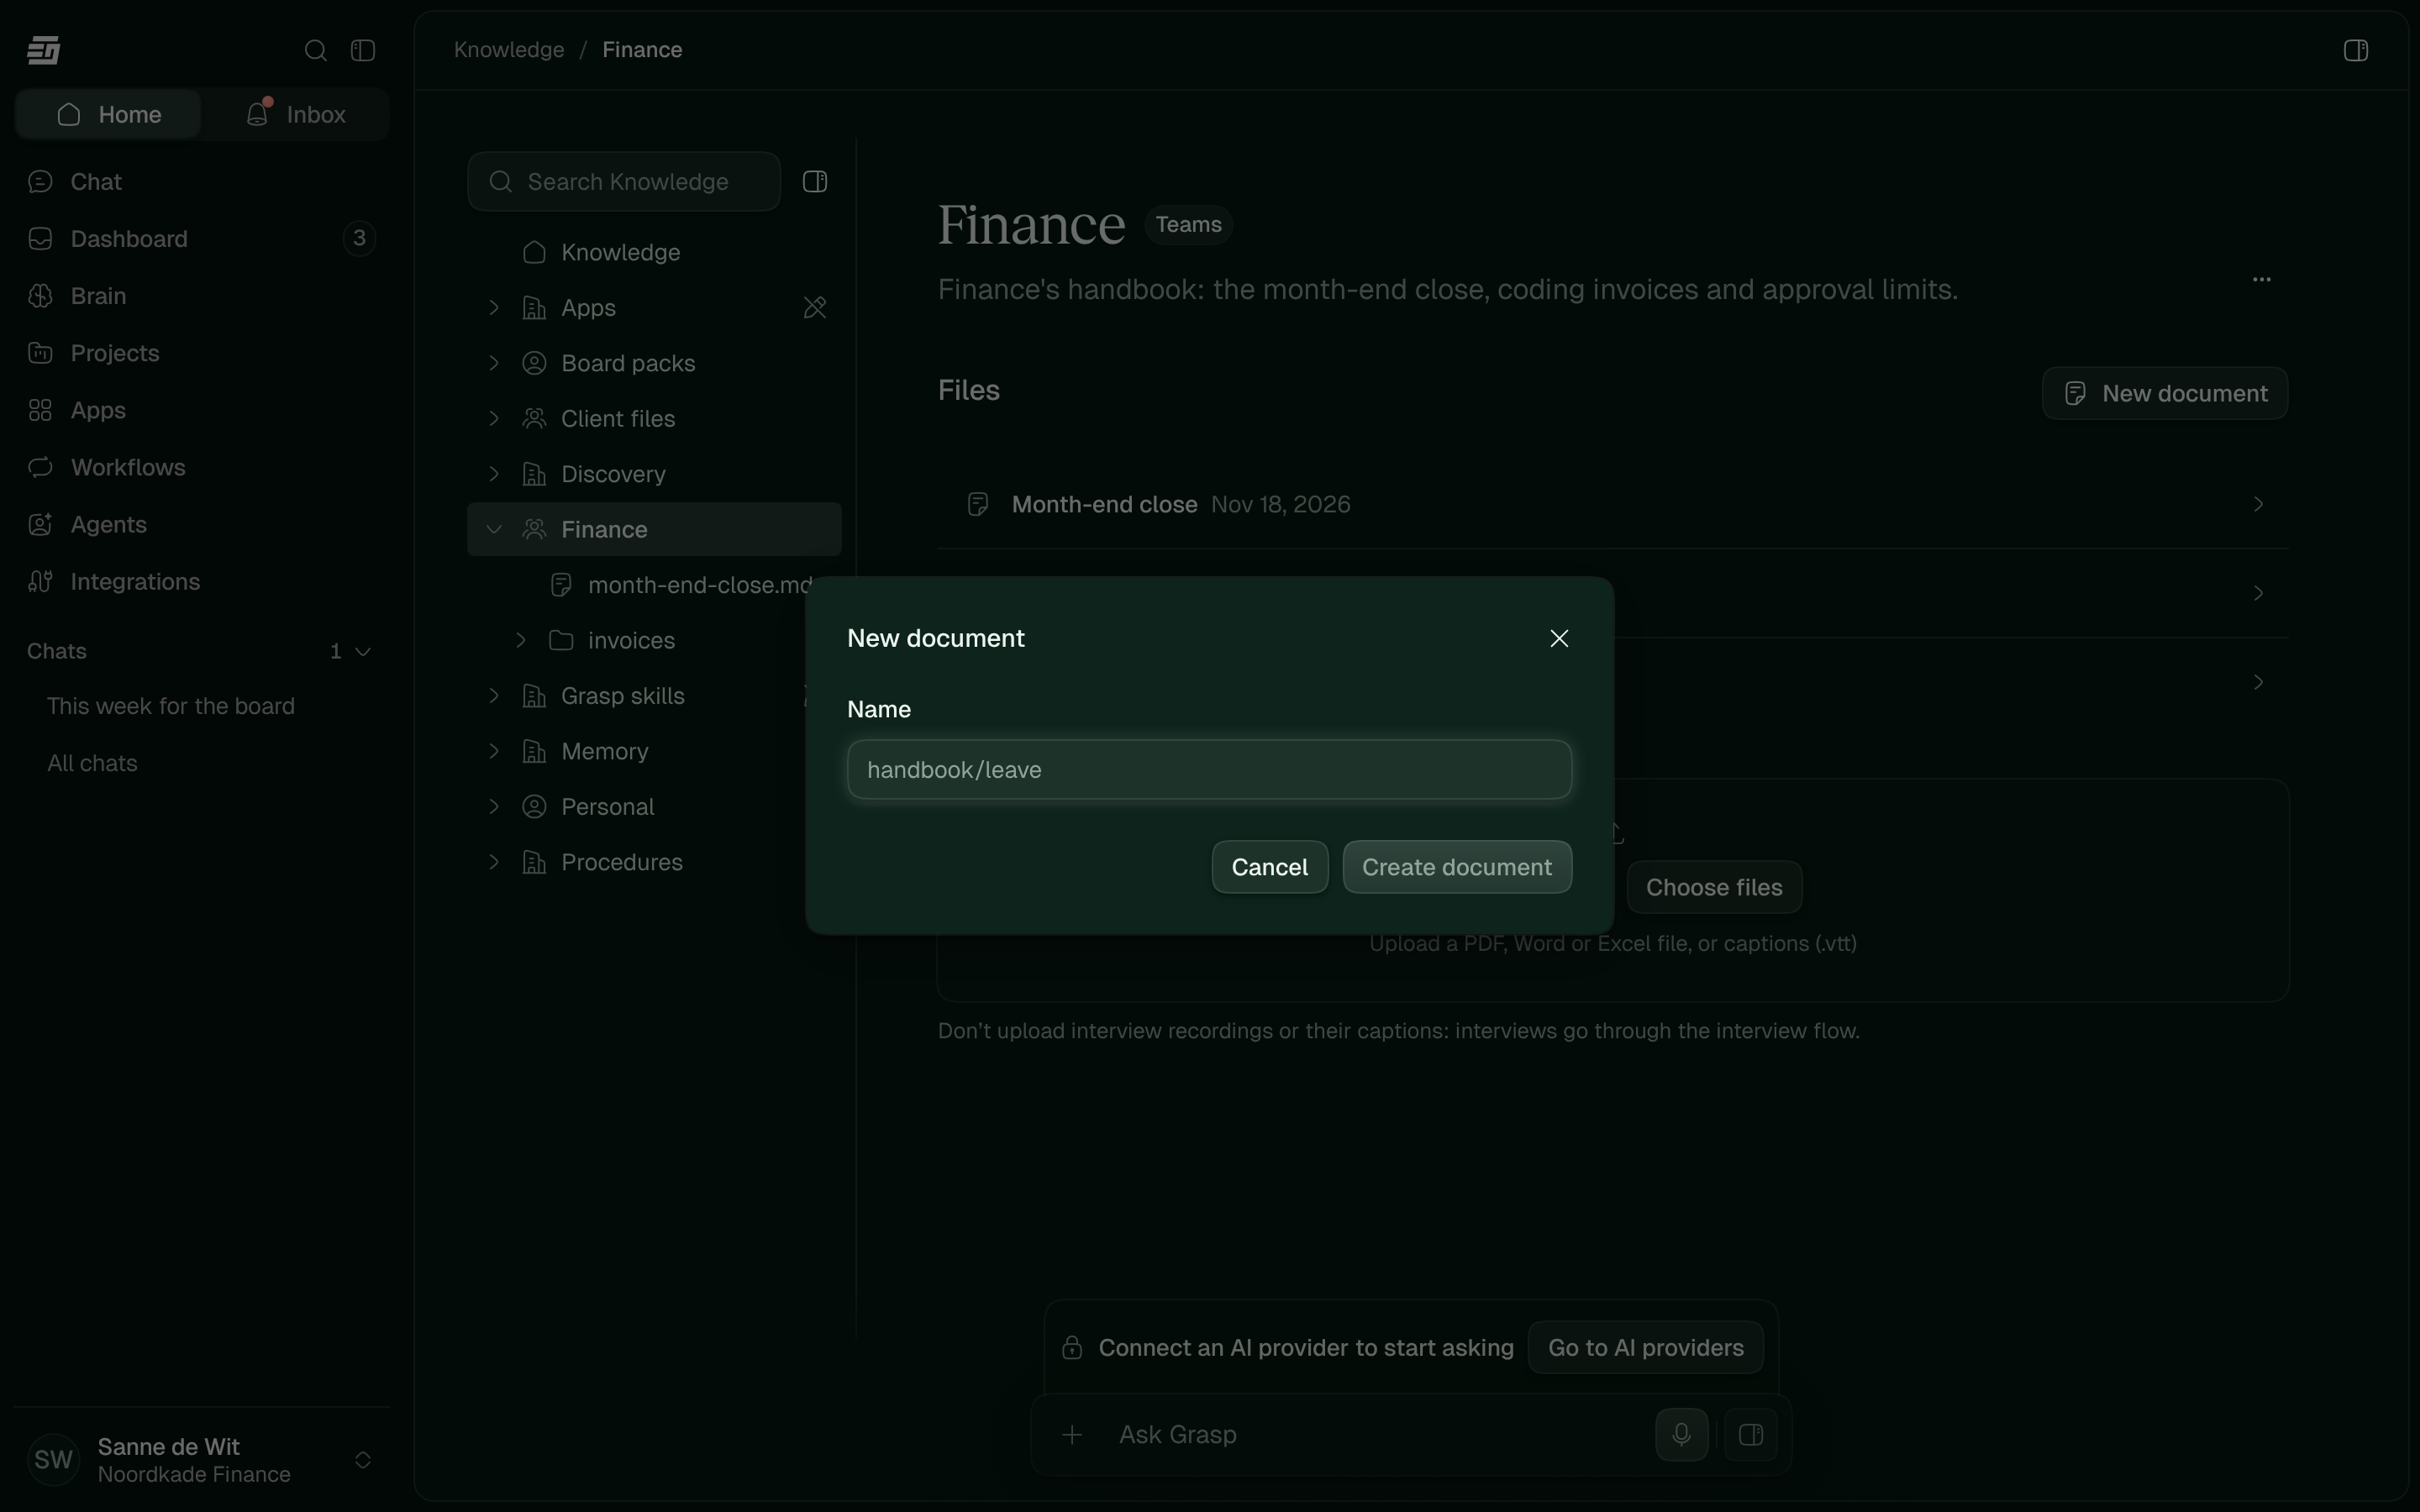 Home
Inbox
Chat
Dashboard 3
Brain
Projects
Apps
Workflows
Agents
Integrations
Chats 1
This week for the board
All chats
SW
Sanne de Wit
Noordkade Finance
Knowledge / Finance
Search Knowledge
Knowledge
Apps
Board packs
Client files
Discovery
Finance
month-end-close.md
invoices
Grasp skills
Memory
Personal
Procedures
Finance Teams
Finance's handbook: the month-end close, coding invoices and approval limits.
Files
New document
Month-end close Nov 18, 2026
New document
Name
handbook/leave
Cancel
Create document
Choose files
Upload a PDF, Word or Excel file, or captions (.vtt)
Don’t upload interview recordings or their captions: interviews go through the interview flow.
Connect an AI provider to start asking
Go to AI providers
Ask Grasp